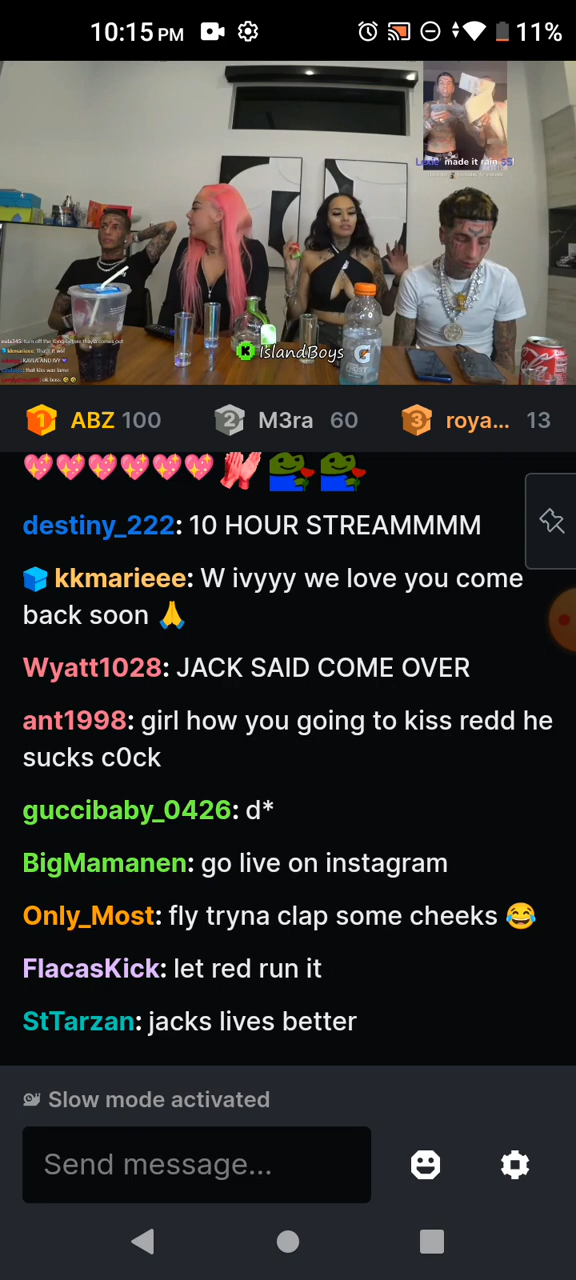 10:15 PM
11%
made it rain
IslandBoys
ABZ 100
M3ra 60
roya... 13
💖💖💖💖💖💖
destiny_222: 10 HOUR STREAMMMM
kkmarieee: W ivyyy we love you come
back soon 🙏
Wyatt1028: JACK SAID COME OVER
ant1998: girl how you going to kiss redd he
sucks c0ck
guccibaby_0426: d*
BigMamanen: go live on instagram
Only_Most: fly tryna clap some cheeks 😂
FlacasKick: let red run it
StTarzan: jacks lives better
Slow mode activated
Send message...